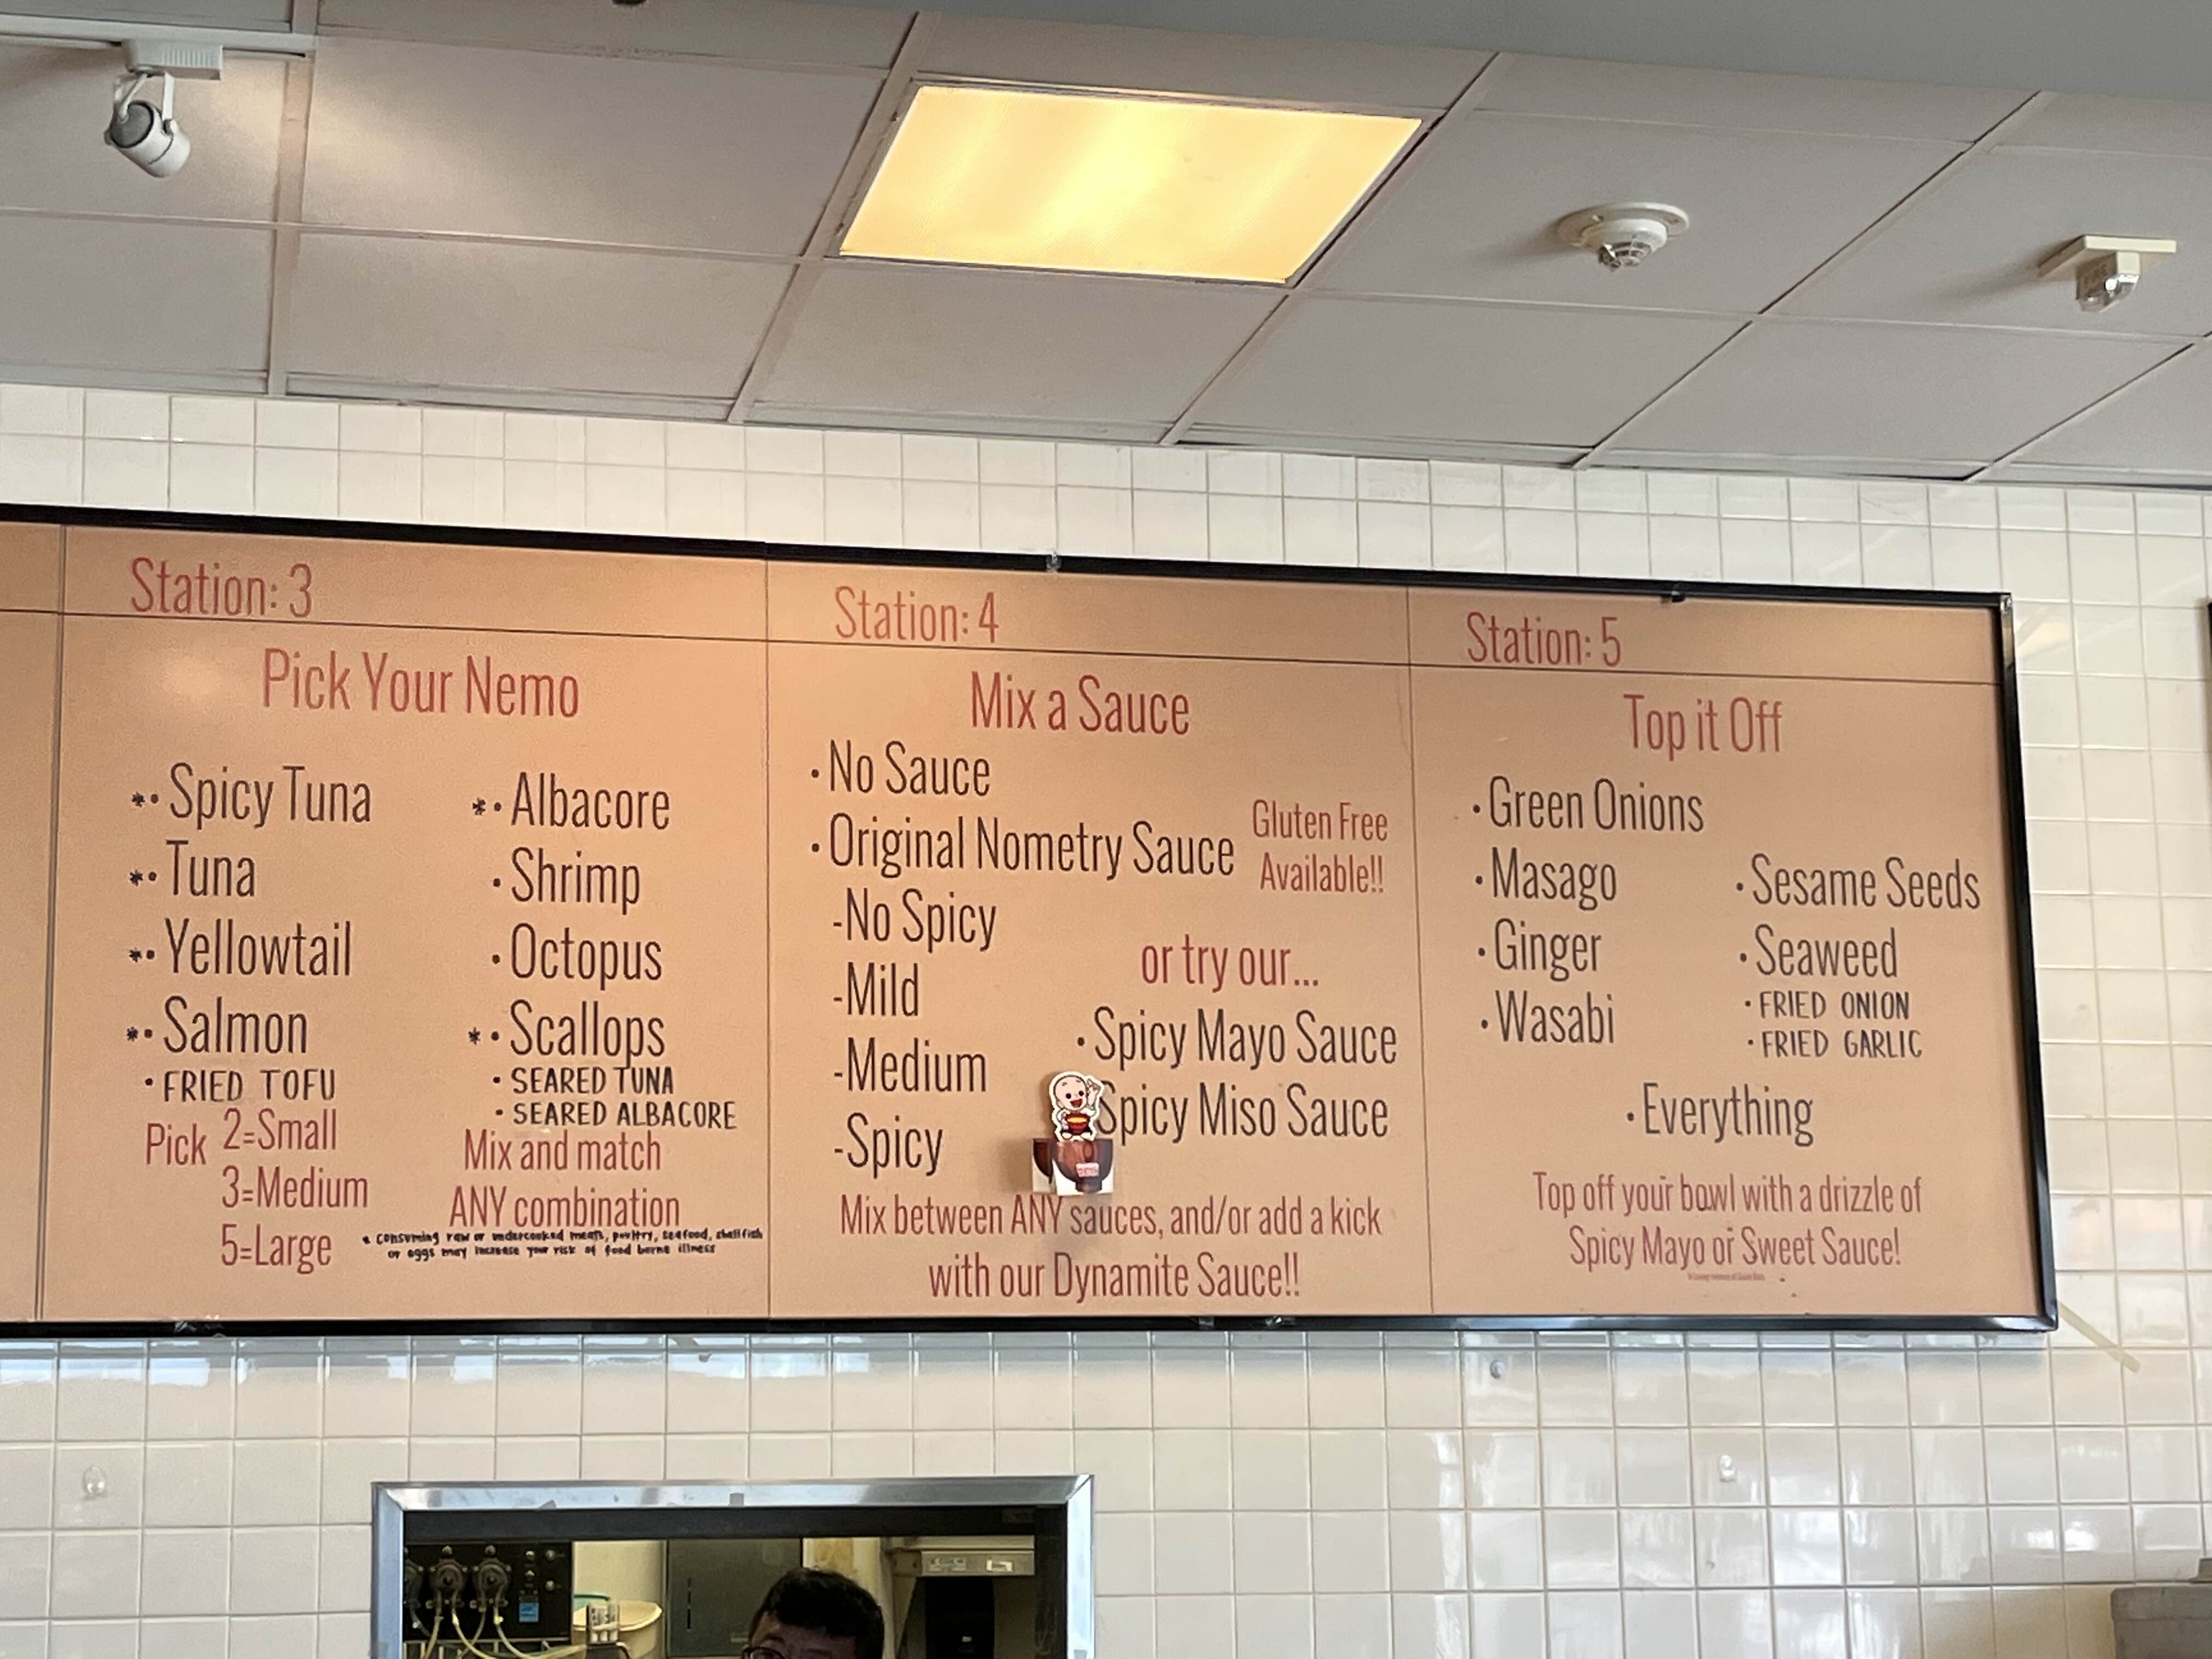 Station: 3
Pick Your Nemo
*• Spicy Tuna
*• Tuna
*• Yellowtail
*• Salmon
• FRIED TOFU
*• Albacore
• Shrimp
• Octopus
*• Scallops
• SEARED TUNA
• SEARED ALBACORE
Pick 2=Small
3=Medium
5=Large
Mix and match
ANY combination
* Consuming raw or undercooked meats, poultry, seafood, shellfish
or eggs may increase your risk of food borne illness
Station: 4
Mix a Sauce
• No Sauce
• Original Nometry Sauce
Gluten Free
Available!!
-No Spicy
-Mild
-Medium
-Spicy
or try our...
• Spicy Mayo Sauce
Spicy Miso Sauce
Mix between ANY sauces, and/or add a kick
with our Dynamite Sauce!!
Station: 5
Top it Off
• Green Onions
• Masago
• Ginger
• Wasabi
• Sesame Seeds
• Seaweed
• FRIED ONION
• FRIED GARLIC
• Everything
Top off your bowl with a drizzle of
Spicy Mayo or Sweet Sauce!